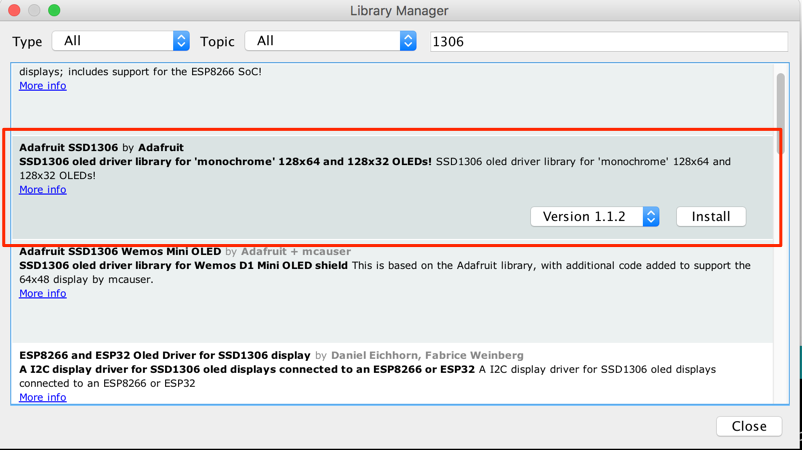 Library Manager
Type All Topic All 1306
displays; includes support for the ESP8266 SoC!
More info
Adafruit SSD1306 by Adafruit
SSD1306 oled driver library for 'monochrome' 128x64 and 128x32 OLEDs! SSD1306 oled driver library for 'monochrome' 128x64 and
128x32 OLEDs!
More info
Version 1.1.2 Install
Adafruit SSD1306 Wemos Mini OLED by Adafruit + mcauser
SSD1306 oled driver library for Wemos D1 Mini OLED shield This is based on the Adafruit library, with additional code added to support the
64x48 display by mcauser.
More info
ESP8266 and ESP32 Oled Driver for SSD1306 display by Daniel Eichhorn, Fabrice Weinberg
A I2C display driver for SSD1306 oled displays connected to an ESP8266 or ESP32 A I2C display driver for SSD1306 oled displays
connected to an ESP8266 or ESP32
More info
Close